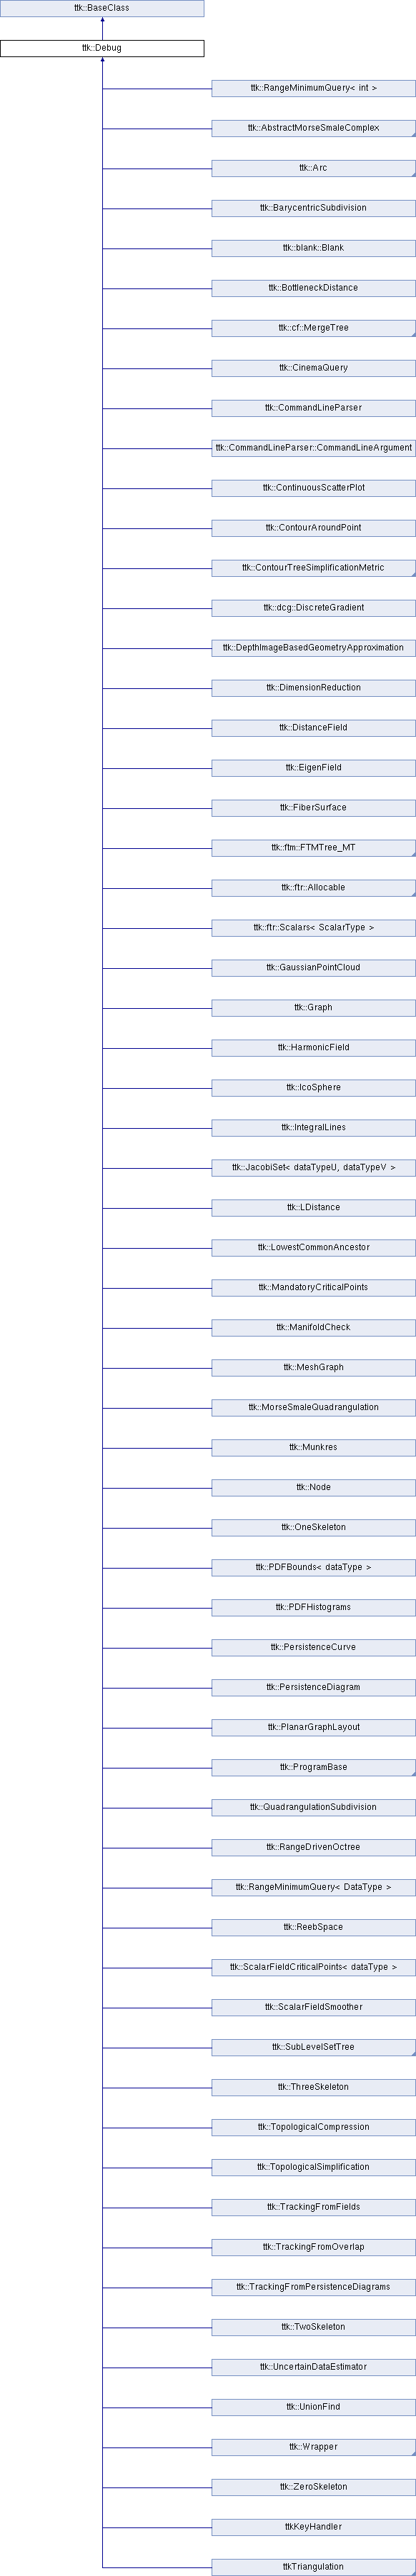 ttk::BaseClass
ttk::Debug
ttk::RangeMinimumQuery< int >
ttk::AbstractMorseSmaleComplex
ttk::Arc
ttk::BarycentricSubdivision
ttk::blank::Blank
ttk::BottleneckDistance
ttk::cf::MergeTree
ttk::CinemaQuery
ttk::CommandLineParser
ttk::CommandLineParser::CommandLineArgument
ttk::ContinuousScatterPlot
ttk::ContourAroundPoint
ttk::ContourTreeSimplificationMetric
ttk::dcg::DiscreteGradient
ttk::DepthImageBasedGeometryApproximation
ttk::DimensionReduction
ttk::DistanceField
ttk::EigenField
ttk::FiberSurface
ttk::ftm::FTMTree_MT
ttk::ftr::Allocable
ttk::ftr::Scalars< ScalarType >
ttk::GaussianPointCloud
ttk::Graph
ttk::HarmonicField
ttk::IcoSphere
ttk::IntegralLines
ttk::JacobiSet< dataTypeU, dataTypeV >
ttk::LDistance
ttk::LowestCommonAncestor
ttk::MandatoryCriticalPoints
ttk::ManifoldCheck
ttk::MeshGraph
ttk::MorseSmaleQuadrangulation
ttk::Munkres
ttk::Node
ttk::OneSkeleton
ttk::PDFBounds< dataType >
ttk::PDFHistograms
ttk::PersistenceCurve
ttk::PersistenceDiagram
ttk::PlanarGraphLayout
ttk::ProgramBase
ttk::QuadrangulationSubdivision
ttk::RangeDrivenOctree
ttk::RangeMinimumQuery< DataType >
ttk::ReebSpace
ttk::ScalarFieldCriticalPoints< dataType >
ttk::ScalarFieldSmoother
ttk::SubLevelSetTree
ttk::ThreeSkeleton
ttk::TopologicalCompression
ttk::TopologicalSimplification
ttk::TrackingFromFields
ttk::TrackingFromOverlap
ttk::TrackingFromPersistenceDiagrams
ttk::TwoSkeleton
ttk::UncertainDataEstimator
ttk::UnionFind
ttk::Wrapper
ttk::ZeroSkeleton
ttkKeyHandler
ttkTriangulation